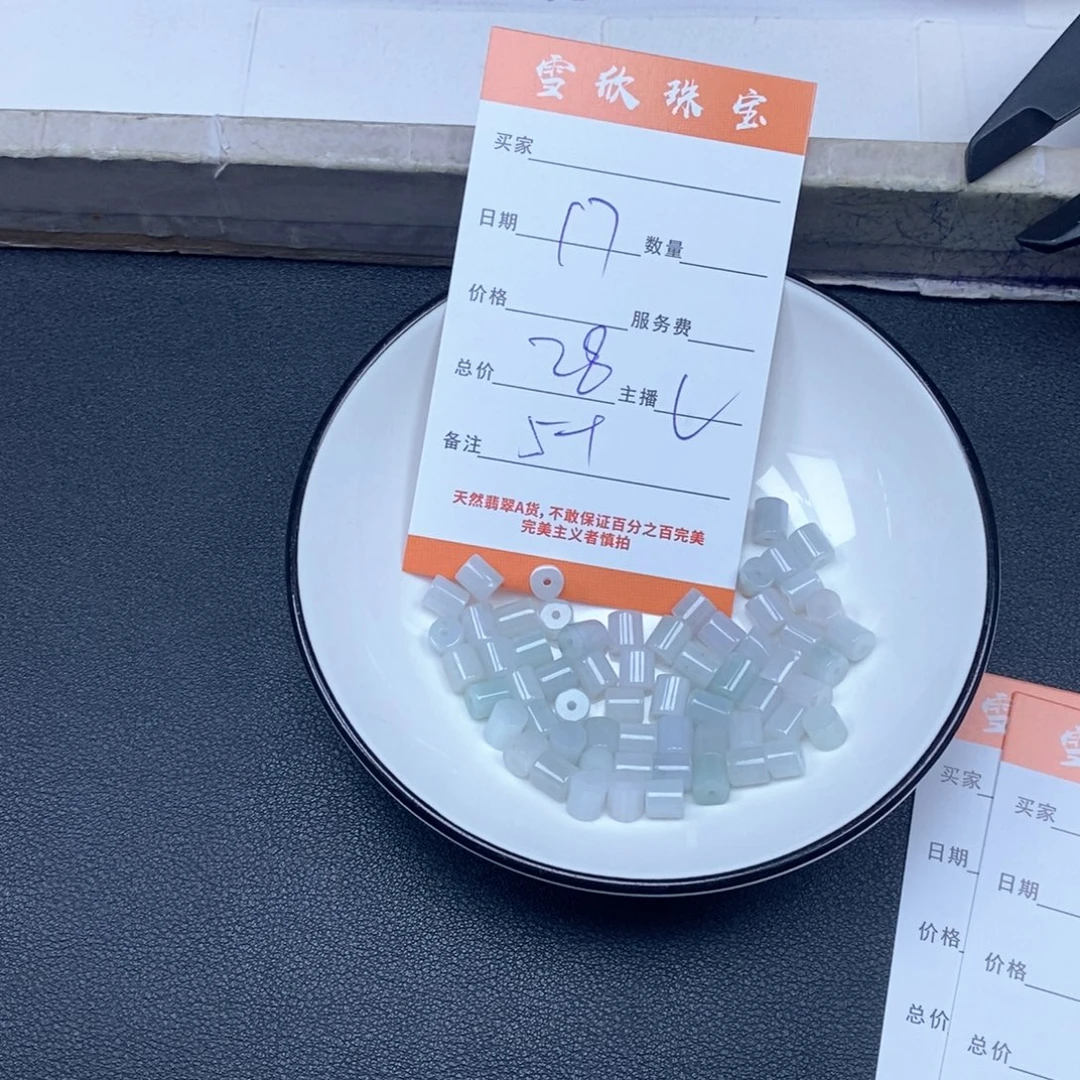 雪欣珠宝
买家
日期 17 数量
价格 服务费
总价 28 主播
备注
天然翡翠A货，不敢保证百分之百完美
完美主义者慎拍
雪
买家
日期
价格
总价
雪
买家
日期
价格
总价